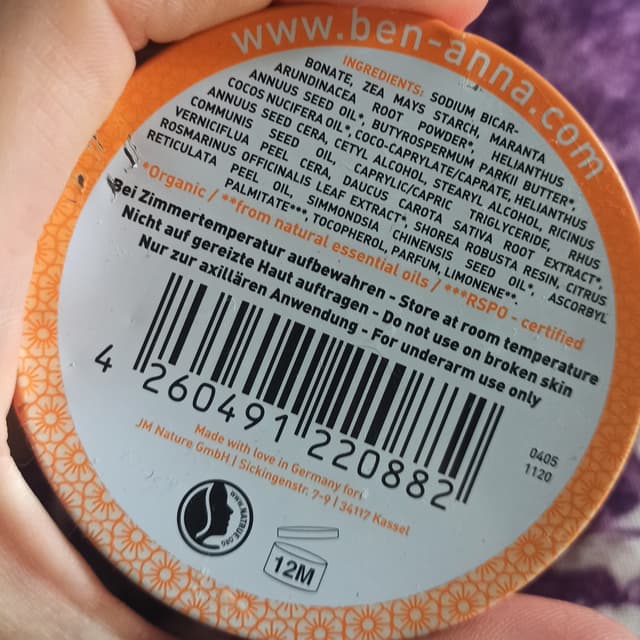 www.ben-anna.com
INGREDIENTS: SODIUM BICAR-
BONATE, ZEA MAYS STARCH, MARANTA
ARUNDINACEA ROOT POWDER*, HELIANTHUS
ANNUUS SEED OIL*, BUTYROSPERMUM PARKII BUTTER*,
COCOS NUCIFERA OIL*, COCO-CAPRYLATE/CAPRATE, HELIANTHUS
ANNUUS SEED CERA, CETYL ALCOHOL, STEARYL ALCOHOL, RICINUS
COMMUNIS SEED OIL, CAPRYLIC/CAPRIC TRIGLYCERIDE, RHUS
VERNICIFLUA PEEL CERA, DAUCUS CAROTA SATIVA ROOT EXTRACT*,
ROSMARINUS OFFICINALIS LEAF EXTRACT*, SHOREA ROBUSTA RESIN, CITRUS
RETICULATA PEEL OIL, SIMMONDSIA CHINENSIS SEED OIL*, ASCORBYL
PALMITATE***, TOCOPHEROL, PARFUM, LIMONENE**.
*Organic / **from natural essential oils / ***RSPO - certified
Bei Zimmertemperatur aufbewahren - Store at room temperature
Nicht auf gereizte Haut auftragen - Do not use on broken skin
Nur zur axillären Anwendung - For underarm use only
4 260491 220882
0405
1120
Made with love in Germany for:
JM Nature GmbH | Sickingenstr. 7-9 | 34117 Kassel
www.NATRUE.ORG
12M